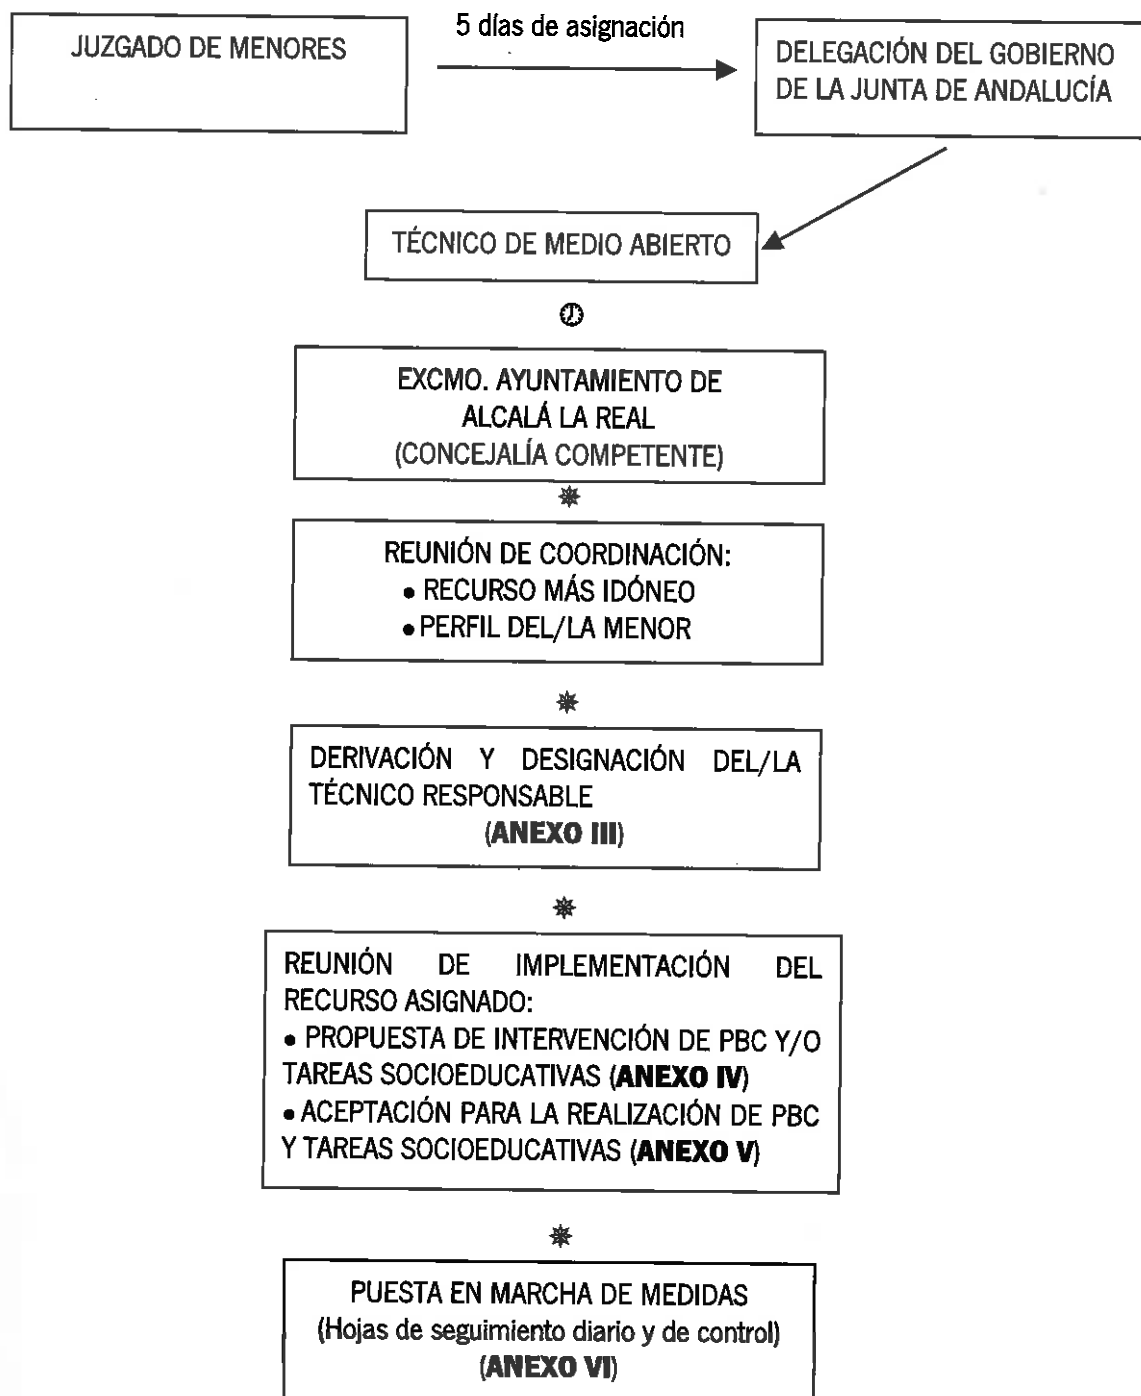 JUZGADO DE MENORES
5 días de asignación
DELEGACIÓN DEL GOBIERNO
DE LA JUNTA DE ANDALUCÍA
TÉCNICO DE MEDIO ABIERTO
EXCMO. AYUNTAMIENTO DE
ALCALÁ LA REAL
(CONCEJALÍA COMPETENTE)
REUNIÓN DE COORDINACIÓN:
• RECURSO MÁS IDÓNEO
• PERFIL DEL/LA MENOR
DERIVACIÓN Y DESIGNACIÓN DEL/LA
TÉCNICO RESPONSABLE
(ANEXO III)
REUNIÓN DE IMPLEMENTACIÓN DEL
RECURSO ASIGNADO:
• PROPUESTA DE INTERVENCIÓN DE PBC Y/O
TAREAS SOCIOEDUCATIVAS (ANEXO IV)
• ACEPTACIÓN PARA LA REALIZACIÓN DE PBC
Y TAREAS SOCIOEDUCATIVAS (ANEXO V)
PUESTA EN MARCHA DE MEDIDAS
(Hojas de seguimiento diario y de control)
(ANEXO VI)